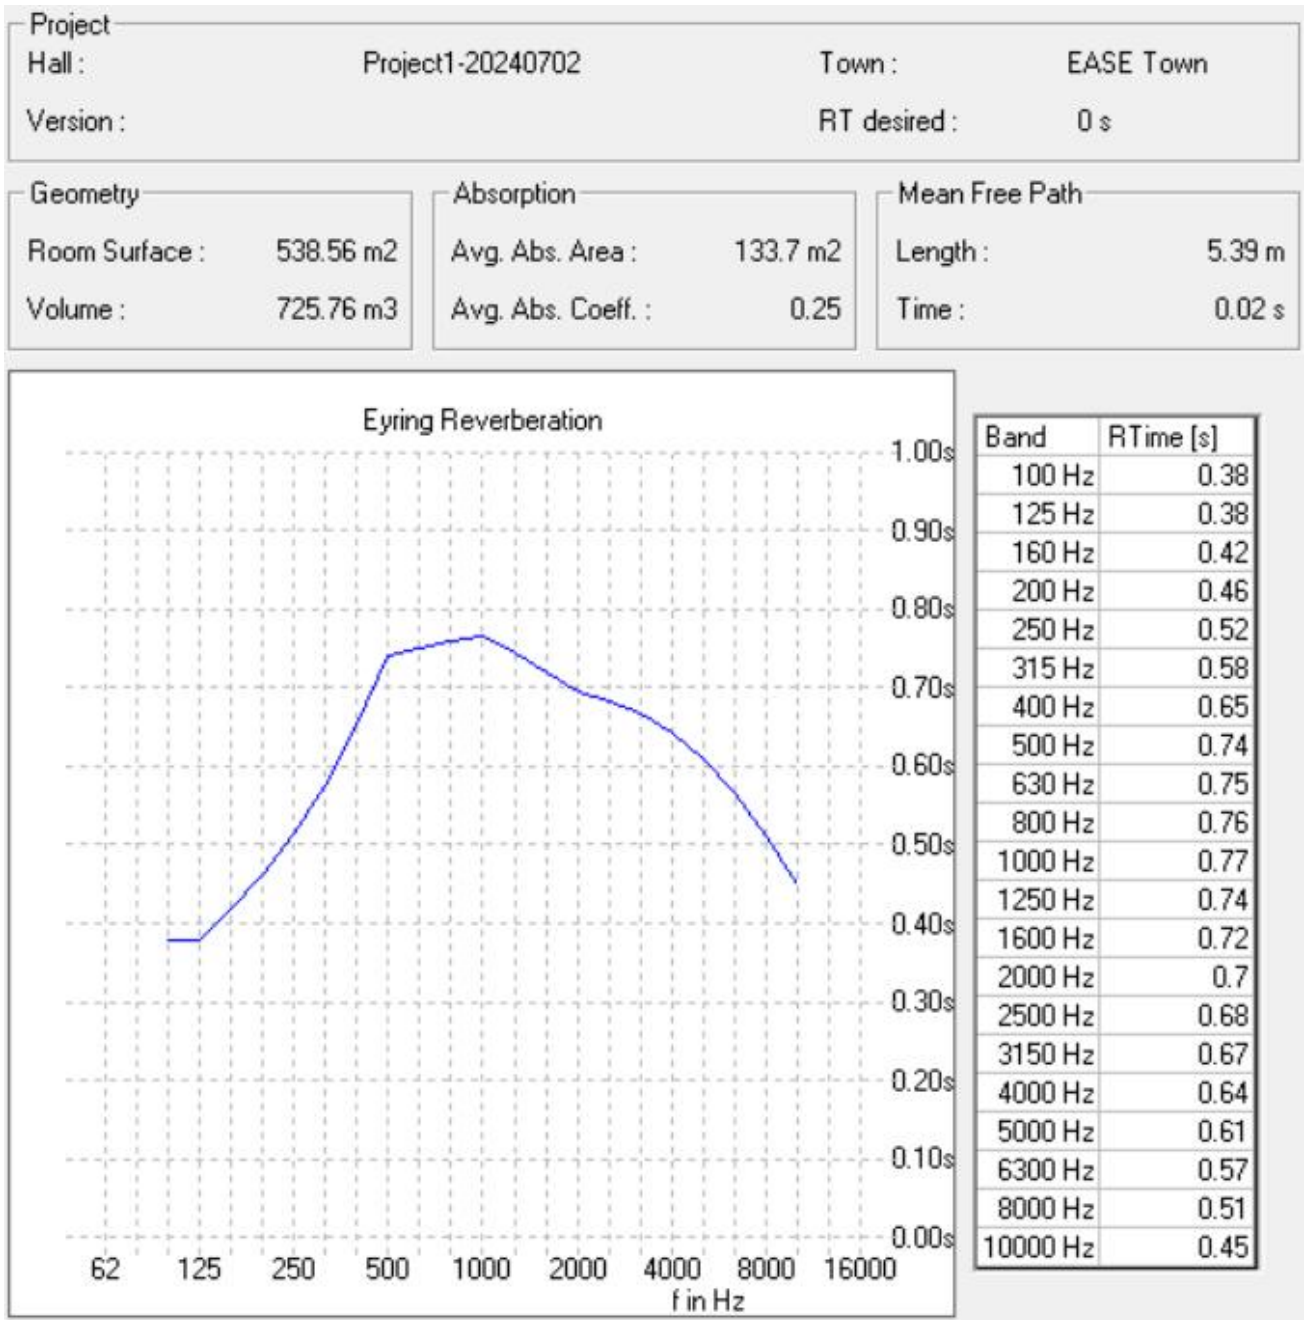 Project
Hall : Project1-20240702 Town : EASE Town
Version : RT desired : 0 s
Geometry
Room Surface : 538.56 m2
Volume : 725.76 m3
Absorption
Avg. Abs. Area : 133.7 m2
Avg. Abs. Coeff. : 0.25
Mean Free Path
Length : 5.39 m
Time : 0.02 s
Eyring Reverberation
1.00s
0.90s
0.80s
0.70s
0.60s
0.50s
0.40s
0.30s
0.20s
0.10s
0.00s
62 125 250 500 1000 2000 4000 8000 16000
f in Hz
Band RTime [s]
100 Hz 0.38
125 Hz 0.38
160 Hz 0.42
200 Hz 0.46
250 Hz 0.52
315 Hz 0.58
400 Hz 0.65
500 Hz 0.74
630 Hz 0.75
800 Hz 0.76
1000 Hz 0.77
1250 Hz 0.74
1600 Hz 0.72
2000 Hz 0.7
2500 Hz 0.68
3150 Hz 0.67
4000 Hz 0.64
5000 Hz 0.61
6300 Hz 0.57
8000 Hz 0.51
10000 Hz 0.45